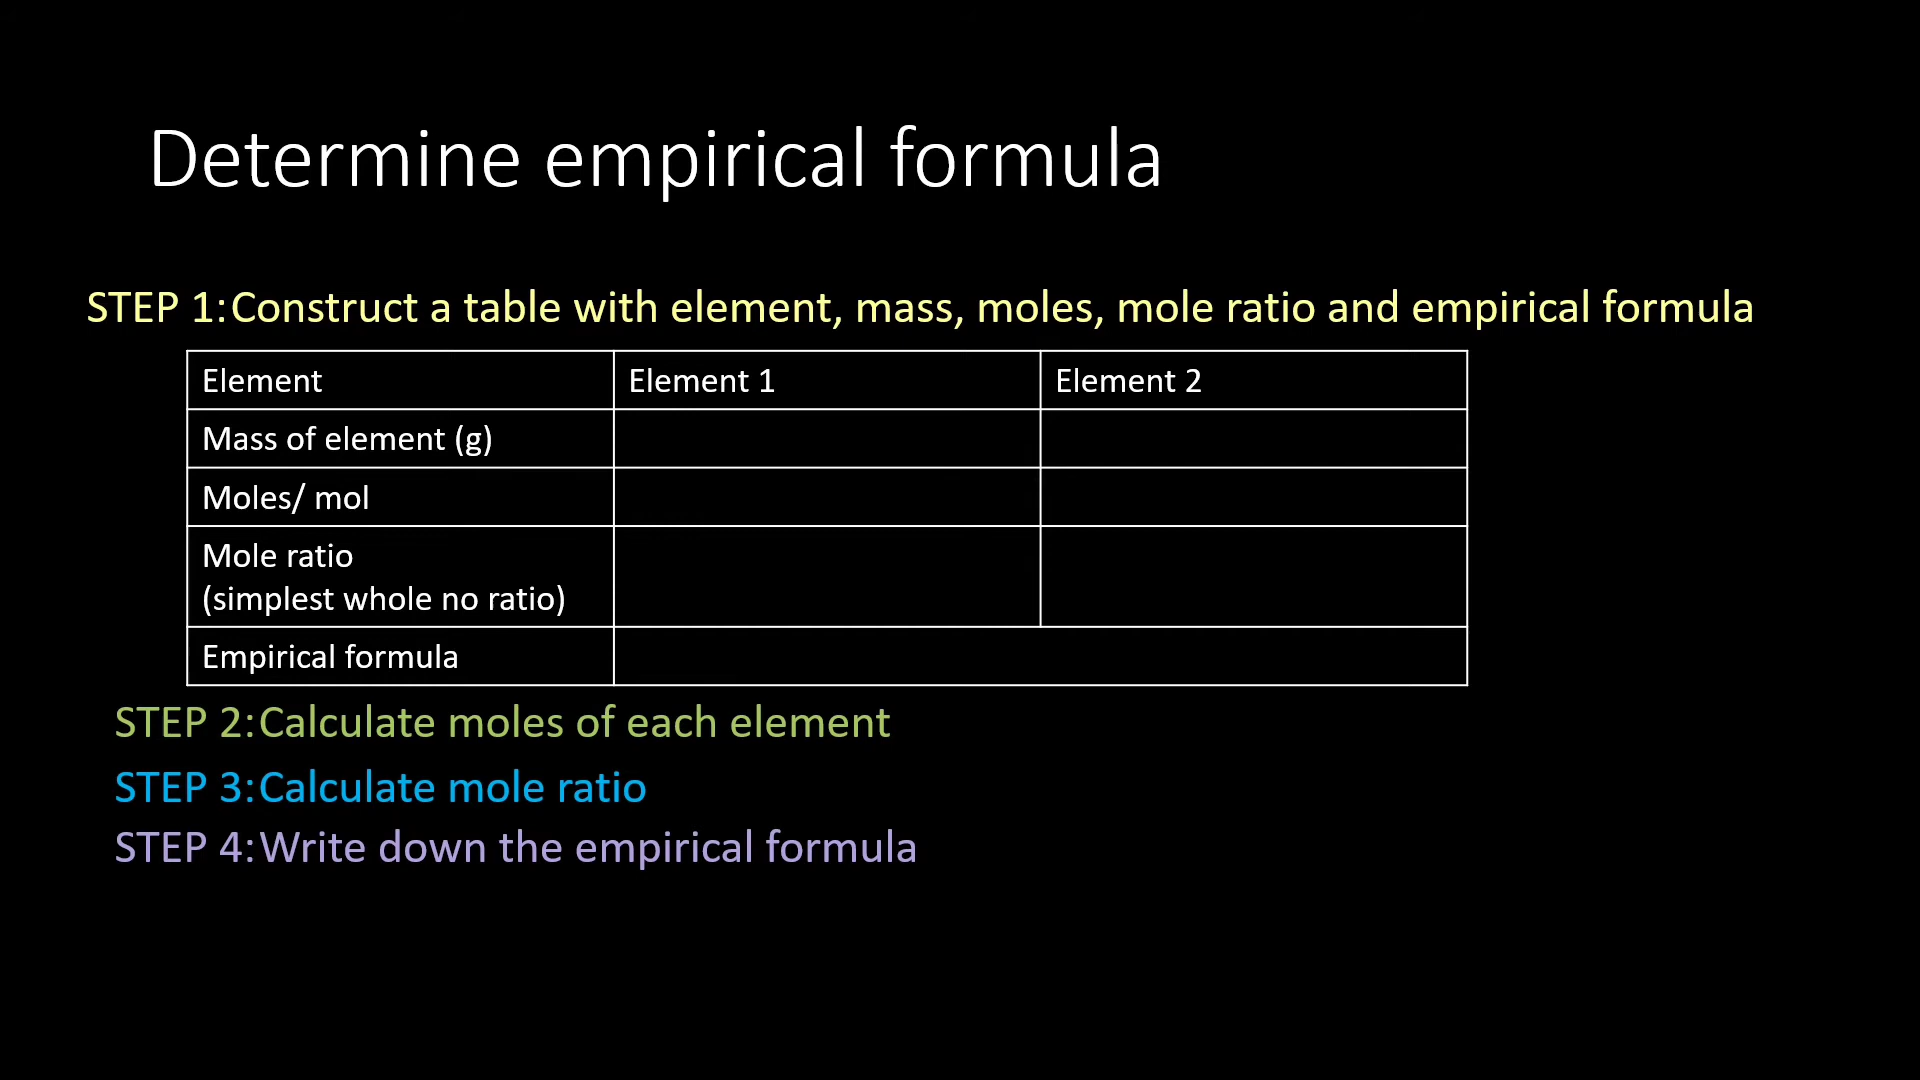 Determine empirical formula
STEP 1: Construct a table with element, mass, moles, mole ratio and empirical formula
Element Element 1 Element 2
Mass of element (g)
Moles/ mol
Mole ratio
(simplest whole no ratio)
Empirical formula
STEP 2: Calculate moles of each element
STEP 3: Calculate mole ratio
STEP 4: Write down the empirical formula